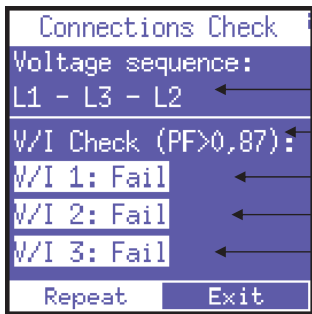 Connections Check
Voltage sequence:
L1 - L3 - L2
V/I Check (PF>0,87):
V/I 1: Fail
V/I 2: Fail
V/I 3: Fail
Repeat Exit